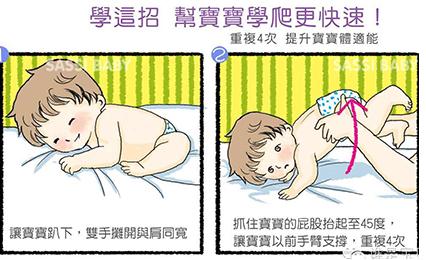 學這招 幫寶寶學爬更快速！
重複4次 提升寶寶體適能
1
SASSI BABY
讓寶寶趴下，雙手攤開與肩同寬
2
SASSI BABY
抓住寶寶的屁股抬起至45度，
讓寶寶以前手臂支撐，重複4次